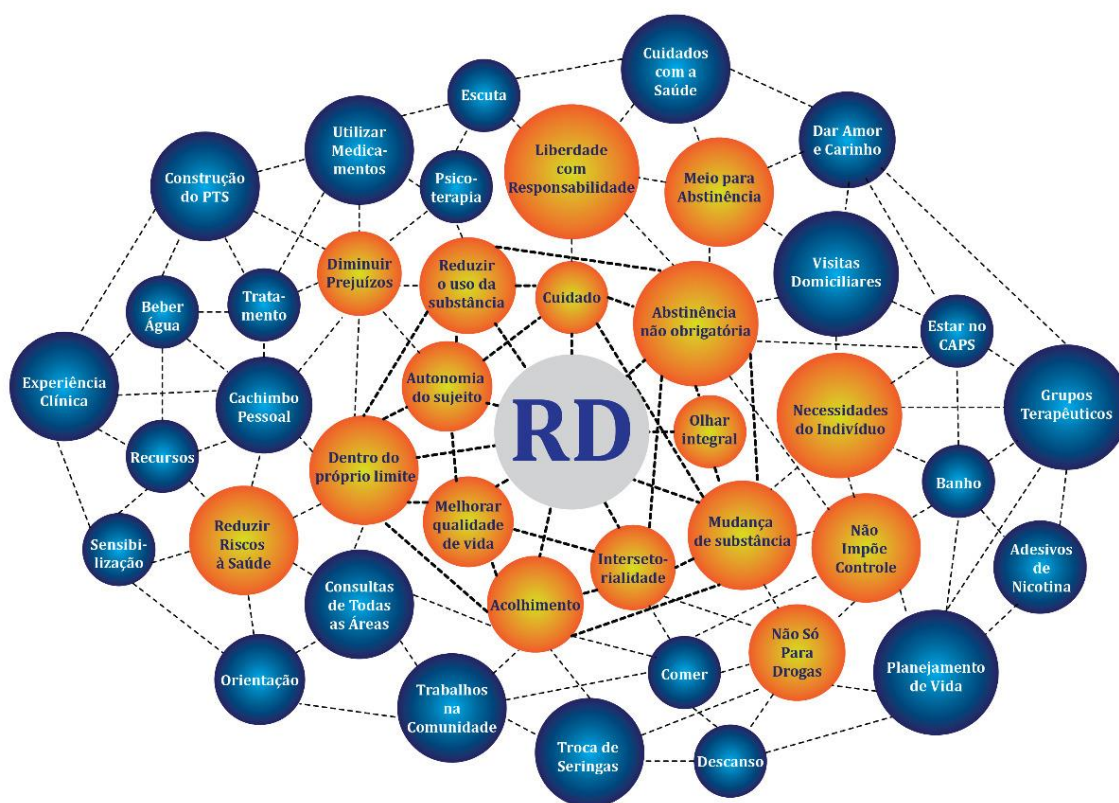 Cuidados
com a
Saúde
Escuta
Utilizar
Medica-
mentos
Liberdade
com
Responsabilidade
Dar Amor
e Carinho
Construção
do PTS
Psico-
terapia
Meio para
Abstinência
Diminuir
Prejuízos
Reduzir
o uso da
substância
Cuidado
Abstinência
não obrigatória
Visitas
Domiciliares
Beber
Água
Trata-
mento
Estar no
CAPS
Experiência
Clínica
Cachimbo
Pessoal
Autonomia
do sujeito
RD
Olhar
integral
Necessidades
do Indivíduo
Grupos
Terapêuticos
Recursos
Dentro do
próprio limite
Banho
Sensibi-
lização
Reduzir
Riscos
à Saúde
Melhorar
qualidade
de vida
Interseto-
rialidade
Mudança
de substância
Não
Impõe
Controle
Adesivos
de
Nicotina
Consultas
de Todas
as Áreas
Acolhimento
Não Só
Para
Drogas
Orientação
Trabalhos
na
Comunidade
Comer
Planejamento
de Vida
Troca de
Seringas
Descanso